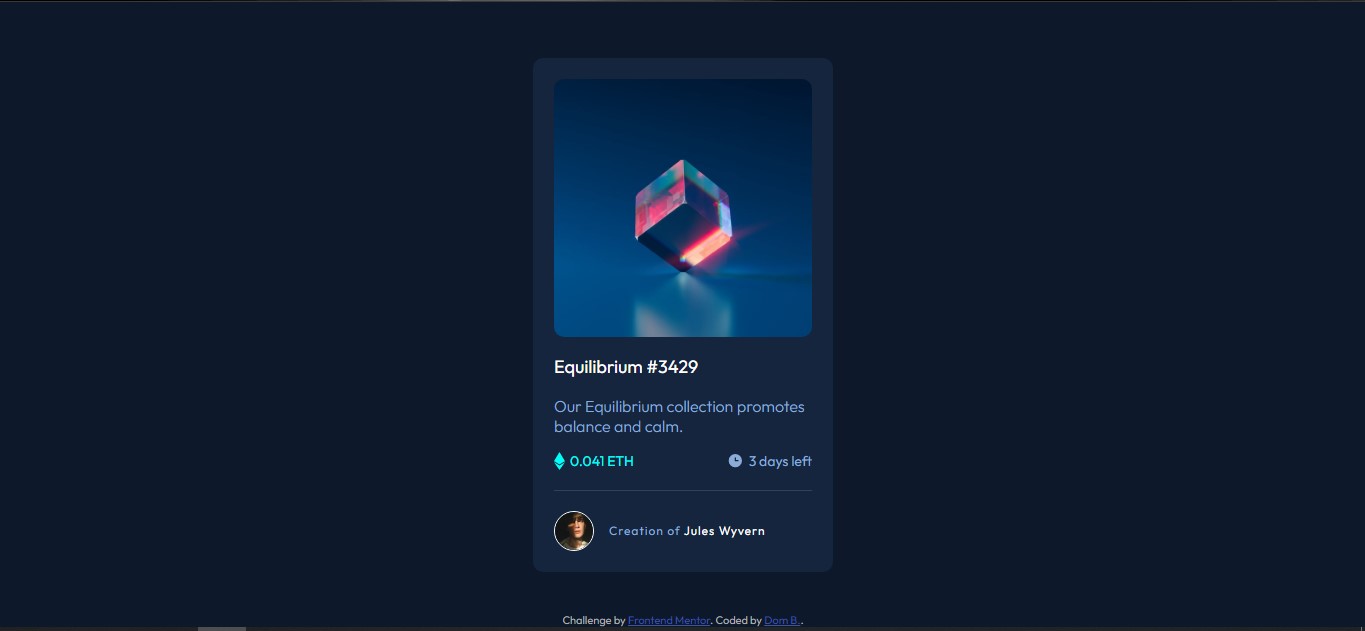 Equilibrium #3429
Our Equilibrium collection promotes
balance and calm.
0.041 ETH
3 days left
Creation of Jules Wyvern
Challenge by Frontend Mentor. Coded by Dom B..